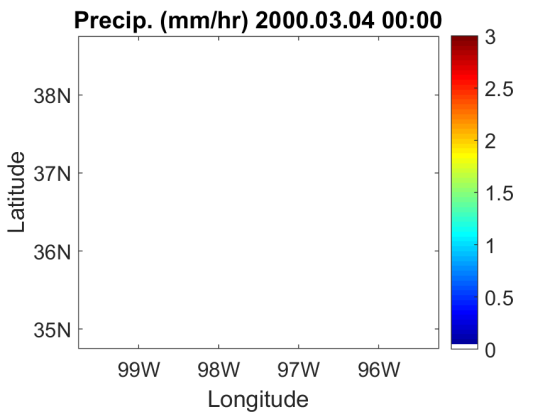 Precip. (mm/hr) 2000.03.04 00:00
3
38N
2.5
2
37N
Latitude
1.5
36N
1
0.5
35N
0
99W 98W 97W 96W
Longitude